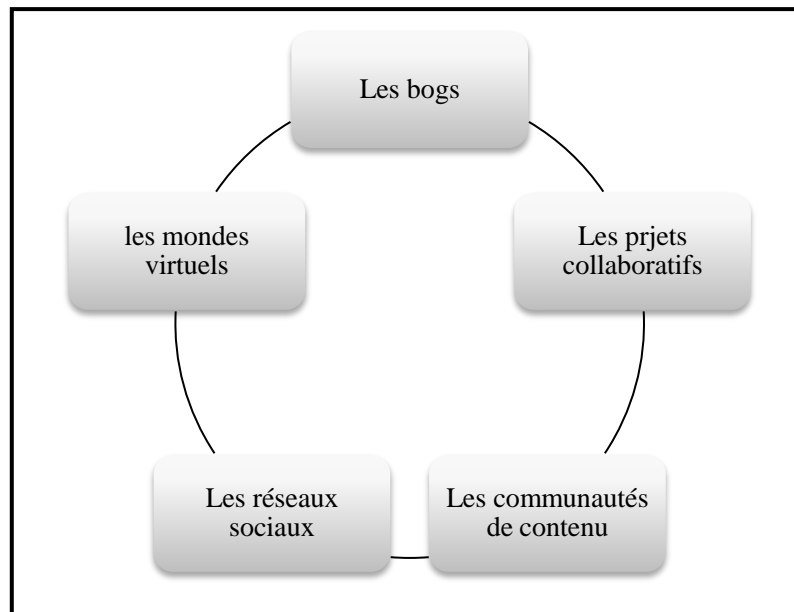 Les bogs
les mondes
virtuels
Les prjets
collaboratifs
Les réseaux
sociaux
Les communautés
de contenu